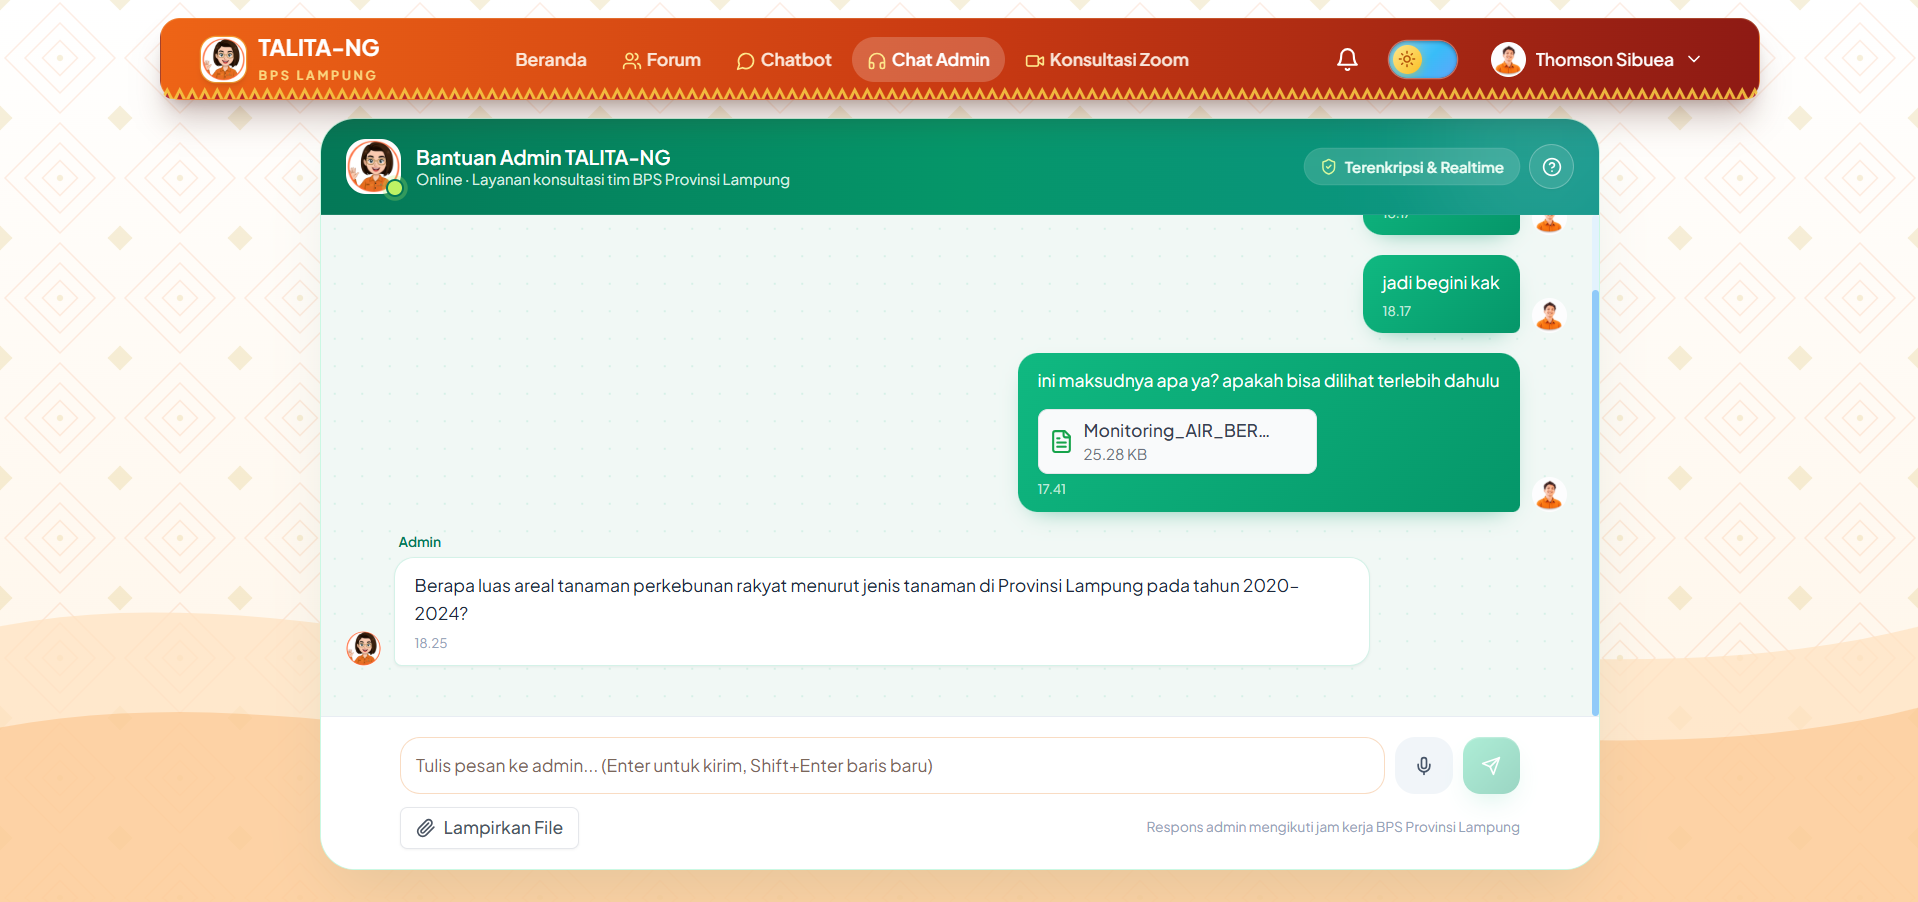 TALITA-NG
BPS LAMPUNG
Beranda
Forum
Chatbot
Chat Admin
Konsultasi Zoom
Thomson Sibuea
Bantuan Admin TALITA-NG
Online · Layanan konsultasi tim BPS Provinsi Lampung
Terenkripsi & Realtime
jadi begini kak
18.17
ini maksudnya apa ya? apakah bisa dilihat terlebih dahulu
Monitoring_AIR_BER...
25.28 KB
17.41
Admin
Berapa luas areal tanaman perkebunan rakyat menurut jenis tanaman di Provinsi Lampung pada tahun 2020–
2024?
18.25
Tulis pesan ke admin... (Enter untuk kirim, Shift+Enter baris baru)
Lampirkan File
Respons admin mengikuti jam kerja BPS Provinsi Lampung